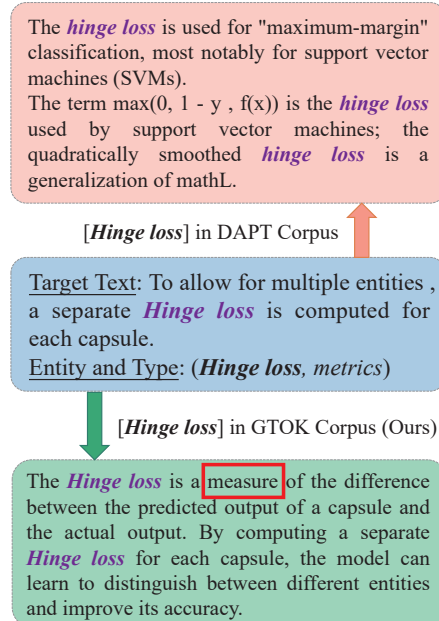 The hinge loss is used for "maximum-margin"
classification, most notably for support vector
machines (SVMs).
The term max(0, 1 - y , f(x)) is the hinge loss
used by support vector machines; the
quadratically smoothed hinge loss is a
generalization of mathL.
[Hinge loss] in DAPT Corpus
Target Text: To allow for multiple entities ,
a separate Hinge loss is computed for
each capsule.
Entity and Type: (Hinge loss, metrics)
[Hinge loss] in GTOK Corpus (Ours)
The Hinge loss is a measure of the difference
between the predicted output of a capsule and
the actual output. By computing a separate
Hinge loss for each capsule, the model can
learn to distinguish between different entities
and improve its accuracy.